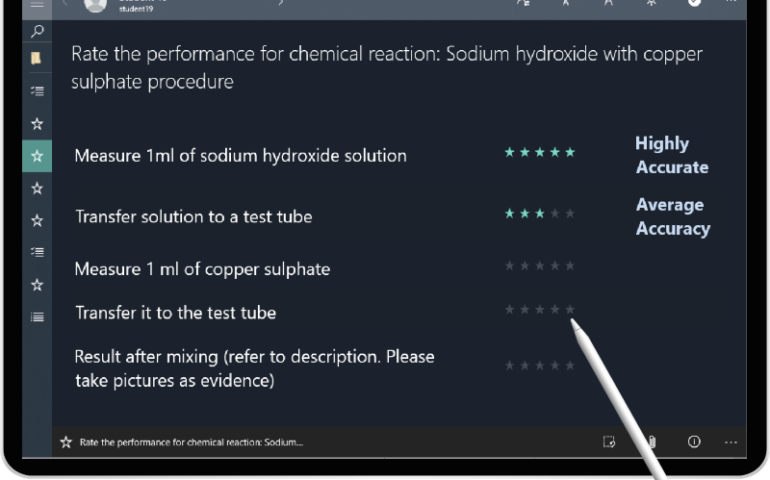 student19
Rate the performance for chemical reaction: Sodium hydroxide with copper
sulphate procedure
Measure 1ml of sodium hydroxide solution
Highly
Accurate
Transfer solution to a test tube
Average
Accuracy
Measure 1 ml of copper sulphate
Transfer it to the test tube
Result after mixing (refer to description. Please
take pictures as evidence)
Rate the performance for chemical reaction: Sodium...